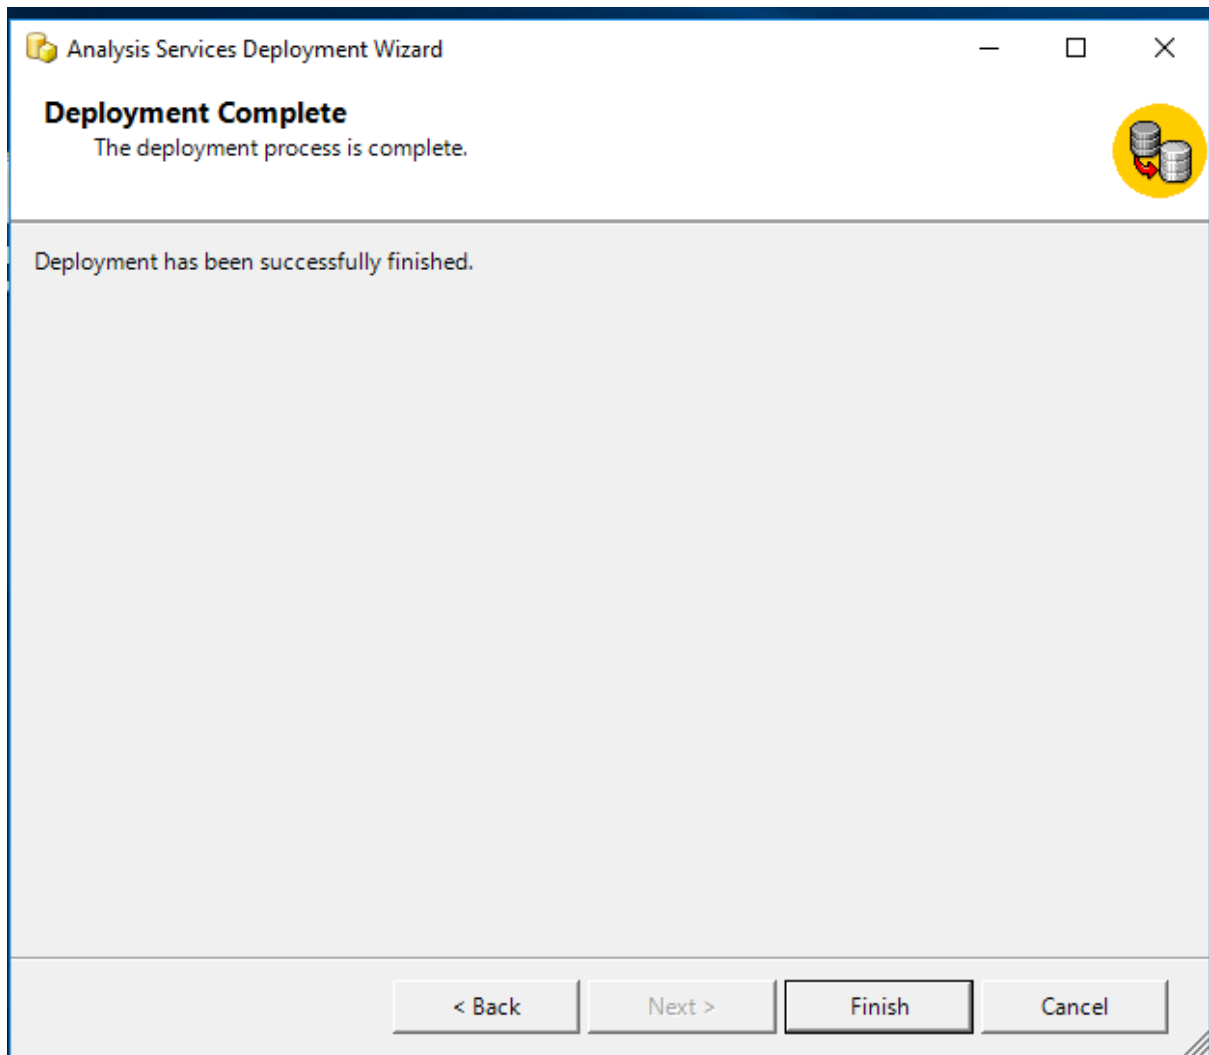 Analysis Services Deployment Wizard
Deployment Complete
The deployment process is complete.
Deployment has been successfully finished.
< Back
Next >
Finish
Cancel